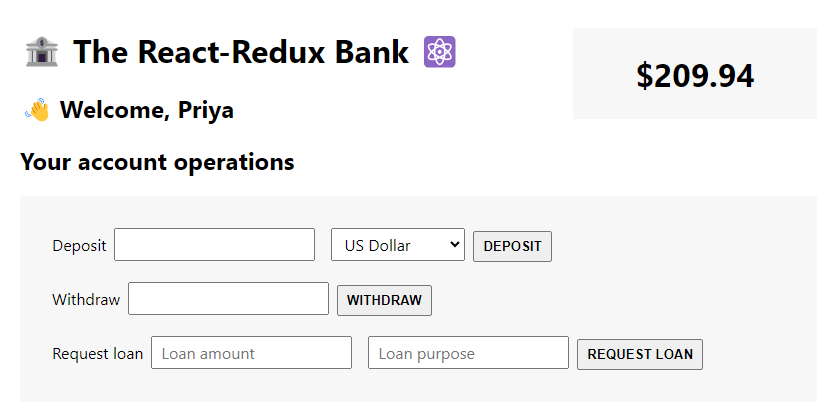 The React-Redux Bank
$209.94
Welcome, Priya
Your account operations
Deposit US Dollar DEPOSIT
Withdraw WITHDRAW
Request loan Loan amount Loan purpose REQUEST LOAN